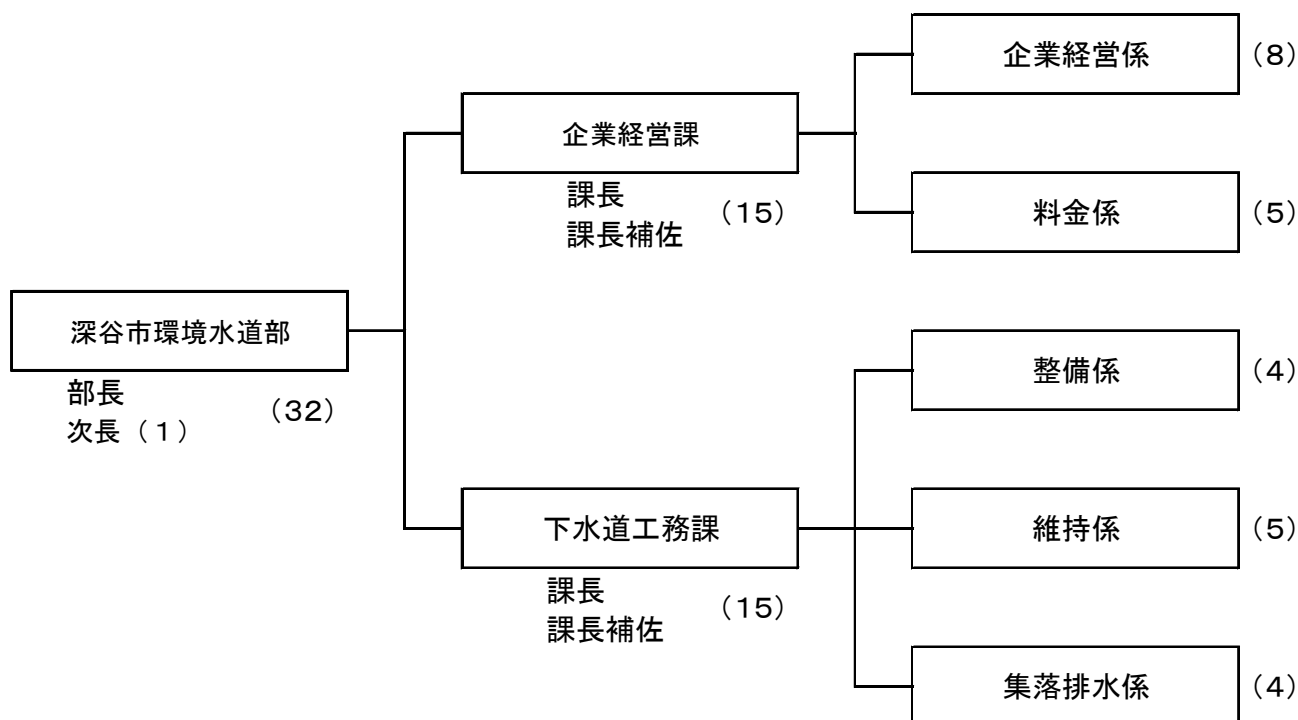 企業経営係 (8)
企業経営課
課長
課長補佐 (15)
料金係 (5)
深谷市環境水道部
部長
次長(1) (32)
整備係 (4)
下水道工務課
課長
課長補佐 (15)
維持係 (5)
集落排水係 (4)